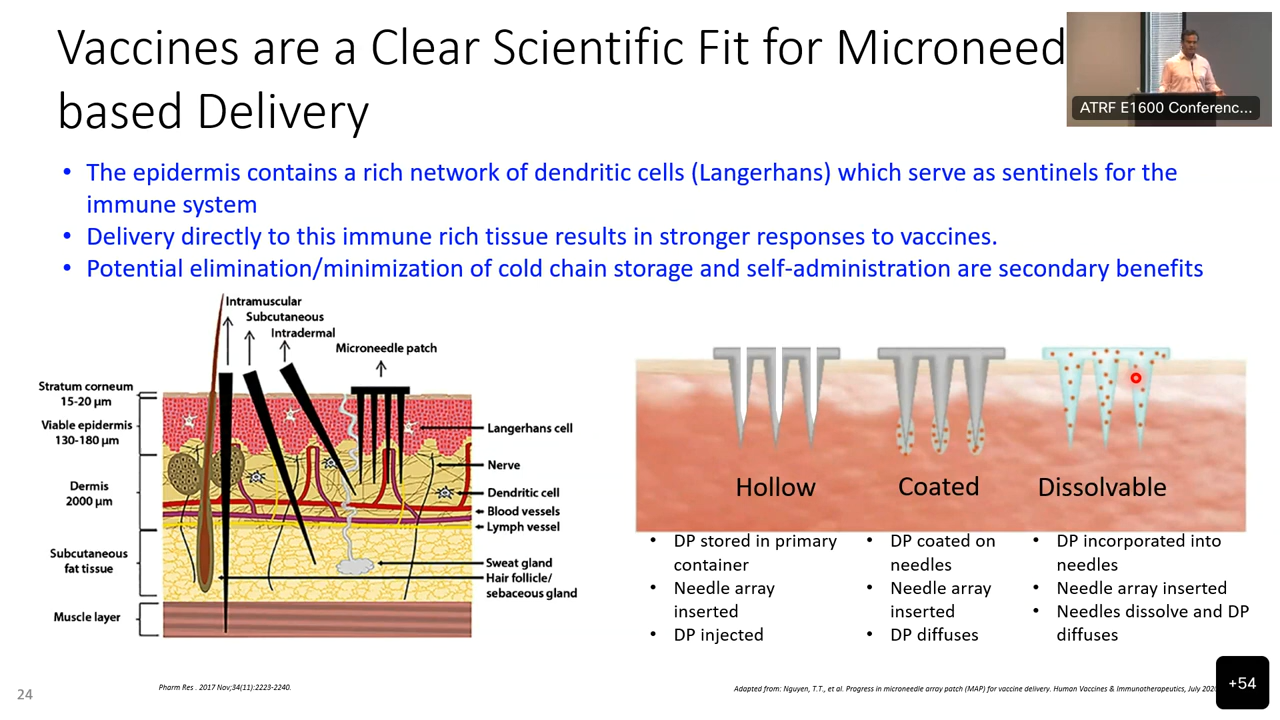 Vaccines are a Clear Scientific Fit for Microneed
based Delivery
ATRF E1600 Conferenc...
• The epidermis contains a rich network of dendritic cells (Langerhans) which serve as sentinels for the
immune system
• Delivery directly to this immune rich tissue results in stronger responses to vaccines.
• Potential elimination/minimization of cold chain storage and self-administration are secondary benefits
Intramuscular
Subcutaneous
Intradermal
Microneedle patch
Stratum corneum
15-20 µm
Viable epidermis
130-180 µm
Dermis
2000 µm
Subcutaneous
fat tissue
Muscle layer
Langerhans cell
Nerve
Dendritic cell
Blood vessels
Lymph vessel
Sweat gland
Hair follicle/
sebaceous gland
Hollow
• DP stored in primary
container
• Needle array
inserted
• DP injected
Coated
• DP coated on
needles
• Needle array
inserted
• DP diffuses
Dissolvable
• DP incorporated into
needles
• Needle array inserted
• Needles dissolve and DP
diffuses
24
Pharm Res . 2017 Nov;34(11):2223-2240.
Adapted from: Nguyen, T.T., et al. Progress in microneedle array patch (MAP) for vaccine delivery. Human Vaccines & Immunotherapeutics, July
+54